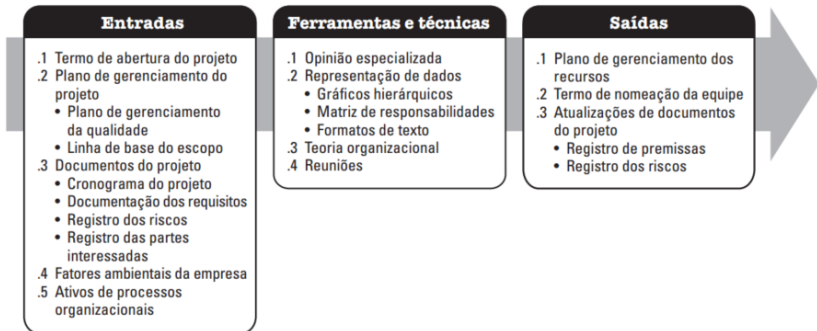 Entradas
.1 Termo de abertura do projeto
.2 Plano de gerenciamento do
projeto
• Plano de gerenciamento
da qualidade
• Linha de base do escopo
.3 Documentos do projeto
• Cronograma do projeto
• Documentação dos requisitos
• Registro dos riscos
• Registro das partes
interessadas
.4 Fatores ambientais da empresa
.5 Ativos de processos
organizacionais
Ferramentas e técnicas
.1 Opinião especializada
.2 Representação de dados
• Gráficos hierárquicos
• Matriz de responsabilidades
• Formatos de texto
.3 Teoria organizacional
.4 Reuniões
Saídas
.1 Plano de gerenciamento dos
recursos
.2 Termo de nomeação da equipe
.3 Atualizações de documentos
do projeto
• Registro de premissas
• Registro dos riscos